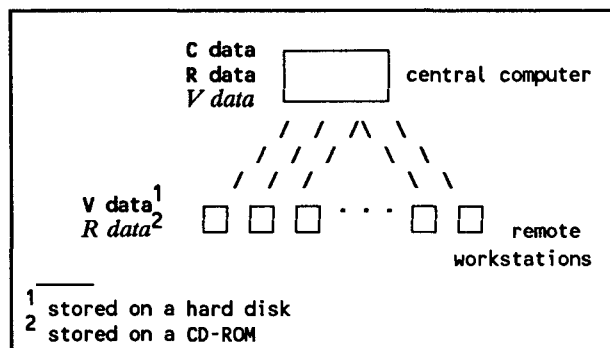 C data
R data central computer
V data
V data¹
R data² . . . remote
workstations
¹ stored on a hard disk
² stored on a CD-ROM